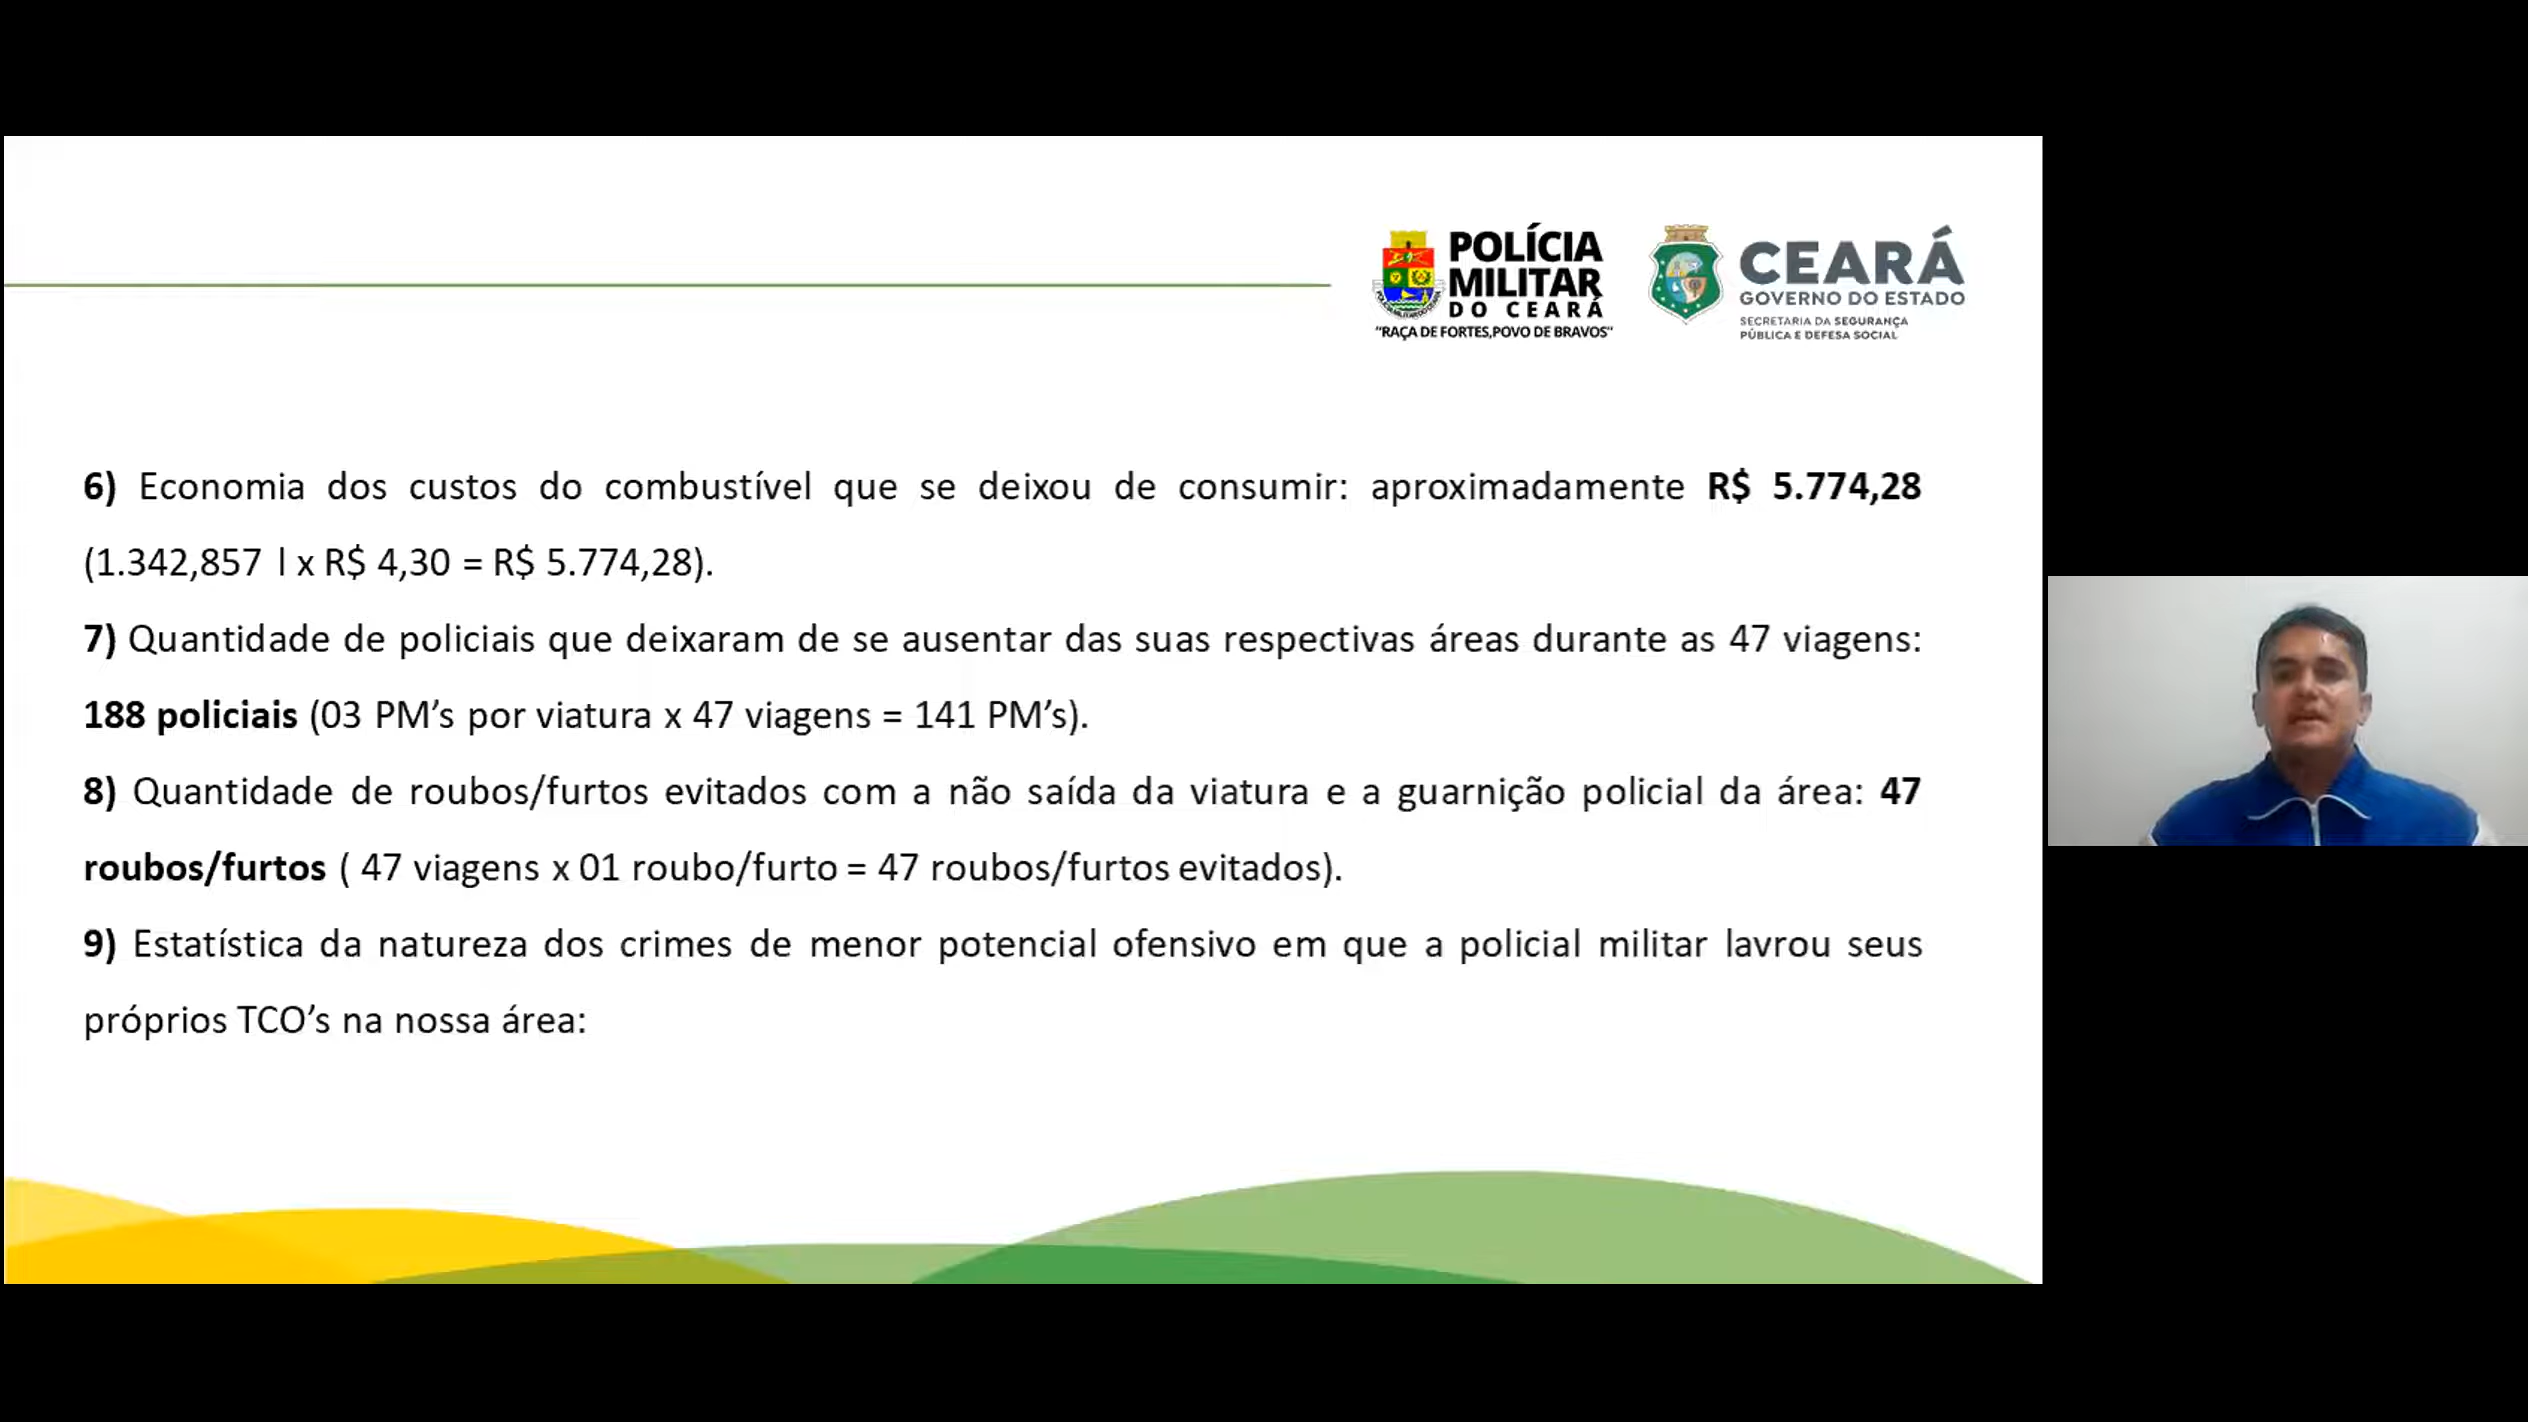 POLÍCIA
MILITAR
DO CEARÁ
"RAÇA DE FORTES,POVO DE BRAVOS"
CEARÁ
GOVERNO DO ESTADO
SECRETARIA DA SEGURANÇA
PÚBLICA E DEFESA SOCIAL
6) Economia dos custos do combustível que se deixou de consumir: aproximadamente R$ 5.774,28
(1.342,857 l x R$ 4,30 = R$ 5.774,28).
7) Quantidade de policiais que deixaram de se ausentar das suas respectivas áreas durante as 47 viagens:
188 policiais (03 PM’s por viatura x 47 viagens = 141 PM’s).
8) Quantidade de roubos/furtos evitados com a não saída da viatura e a guarnição policial da área: 47
roubos/furtos ( 47 viagens x 01 roubo/furto = 47 roubos/furtos evitados).
9) Estatística da natureza dos crimes de menor potencial ofensivo em que a policial militar lavrou seus
próprios TCO’s na nossa área: